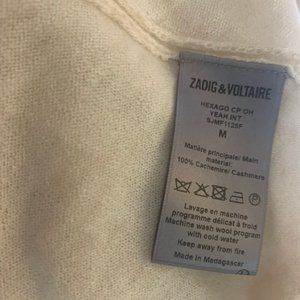 ZADIG & VOLTAIRE
HEXAGO CP OH
YEAH INT
SJMF1125F
M
Matière principale/ Main
material:
100% Cachemire/ Cashmere
Lavage en machine
programme délicat à froid
Machine wash wool program
with cold water
Keep away from fire
Made in Madagascar